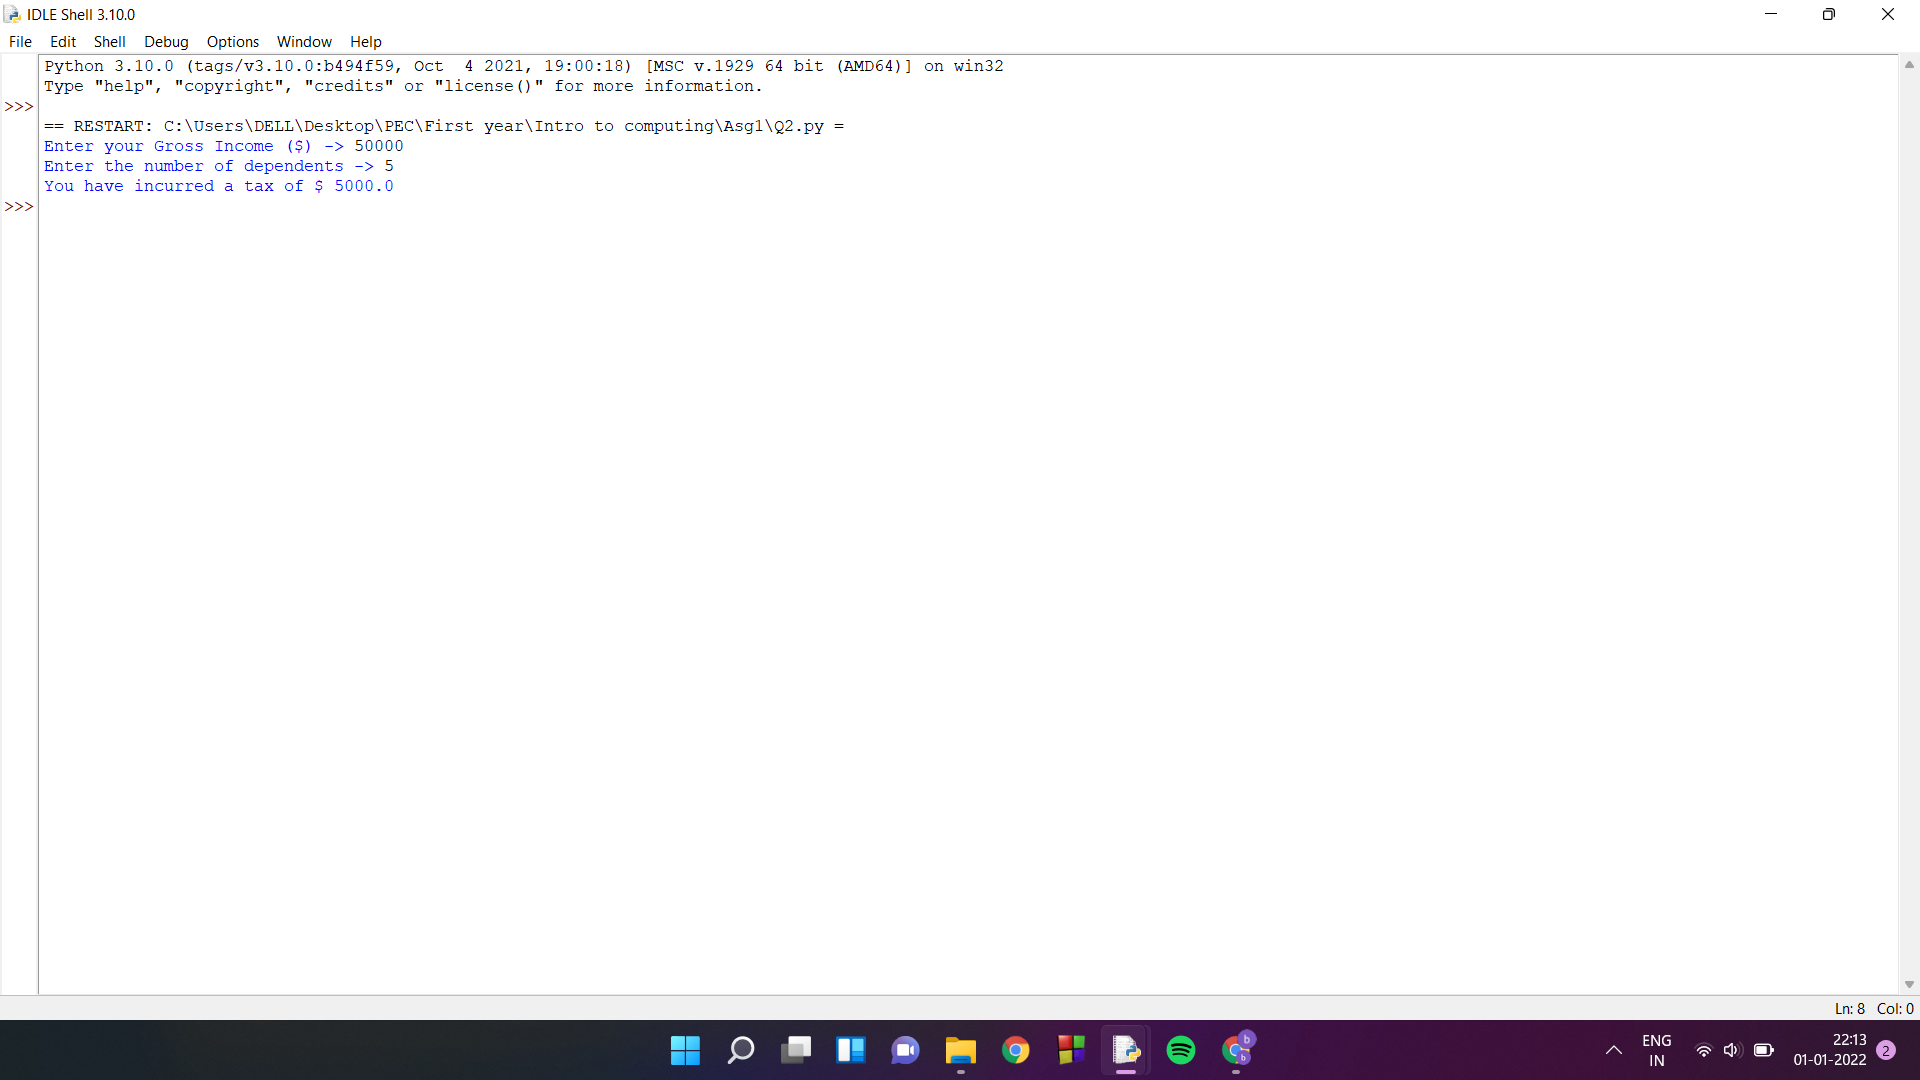 IDLE Shell 3.10.0
File Edit Shell Debug Options Window Help
Python 3.10.0 (tags/v3.10.0:b494f59, Oct  4 2021, 19:00:18) [MSC v.1929 64 bit (AMD64)] on win32
Type "help", "copyright", "credits" or "license()" for more information.
>>>
== RESTART: C:\Users\DELL\Desktop\PEC\First year\Intro to computing\Asg1\Q2.py =
Enter your Gross Income ($) -> 50000
Enter the number of dependents -> 5
You have incurred a tax of $ 5000.0
>>>
Ln: 8 Col: 0
b
b
ENG
IN
22:13
01-01-2022
2